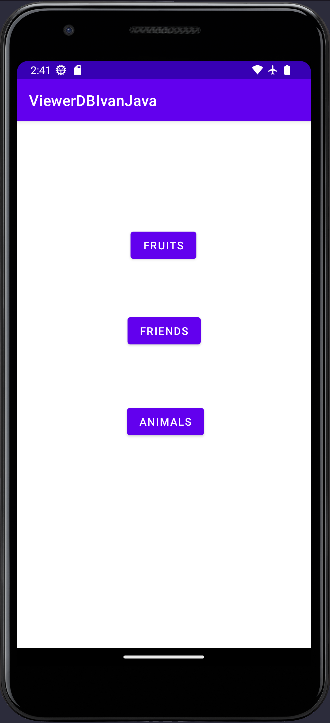 2:41
ViewerDBIvanJava
FRUITS
FRIENDS
ANIMALS